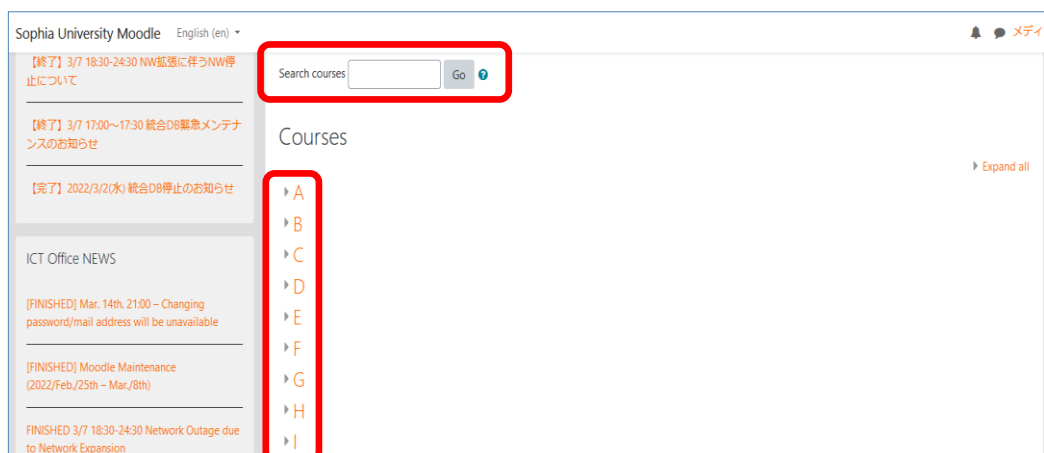 Sophia University Moodle English (en)
メディ
【終了】3/7 18:30-24:30 NW拡張に伴うNW停
止について
【終了】3/7 17:00～17:30 統合DB緊急メンテナ
ンスのお知らせ
【完了】2022/3/2(水) 統合DB停止のお知らせ
ICT Office NEWS
[FINISHED] Mar. 14th. 21:00 – Changing
password/mail address will be unavailable
[FINISHED] Moodle Maintenance
(2022/Feb./25th – Mar./8th)
FINISHED 3/7 18:30-24:30 Network Outage due
to Network Expansion
Search courses Go ?
Courses
Expand all
A
B
C
D
E
F
G
H
I